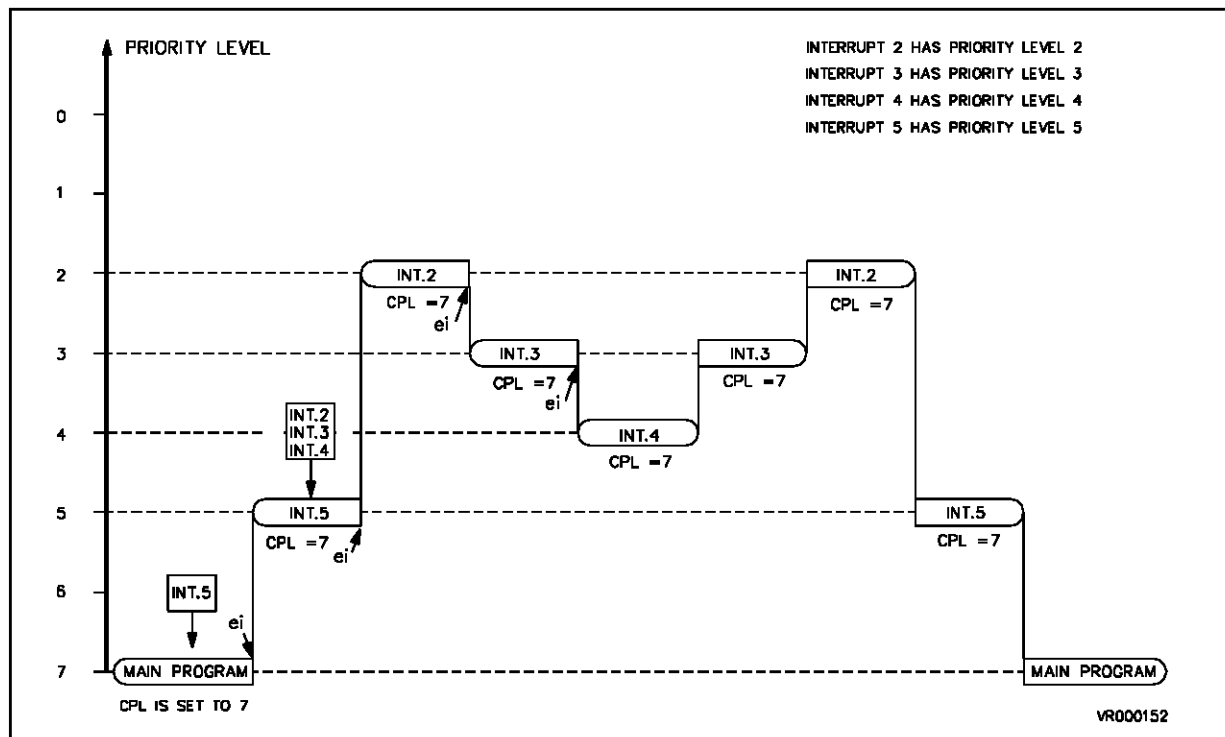 PRIORITY LEVEL
INTERRUPT 2 HAS PRIORITY LEVEL 2
INTERRUPT 3 HAS PRIORITY LEVEL 3
INTERRUPT 4 HAS PRIORITY LEVEL 4
INTERRUPT 5 HAS PRIORITY LEVEL 5
0
1
2
INT.2
CPL =7
ei
INT.2
CPL =7
3
INT.3
CPL =7
ei
INT.3
CPL =7
INT.2
INT.3
INT.4
4
INT.4
CPL =7
5
INT.5
CPL =7
ei
INT.5
CPL =7
6
INT.5
ei
7
MAIN PROGRAM
MAIN PROGRAM
CPL IS SET TO 7
VR000152